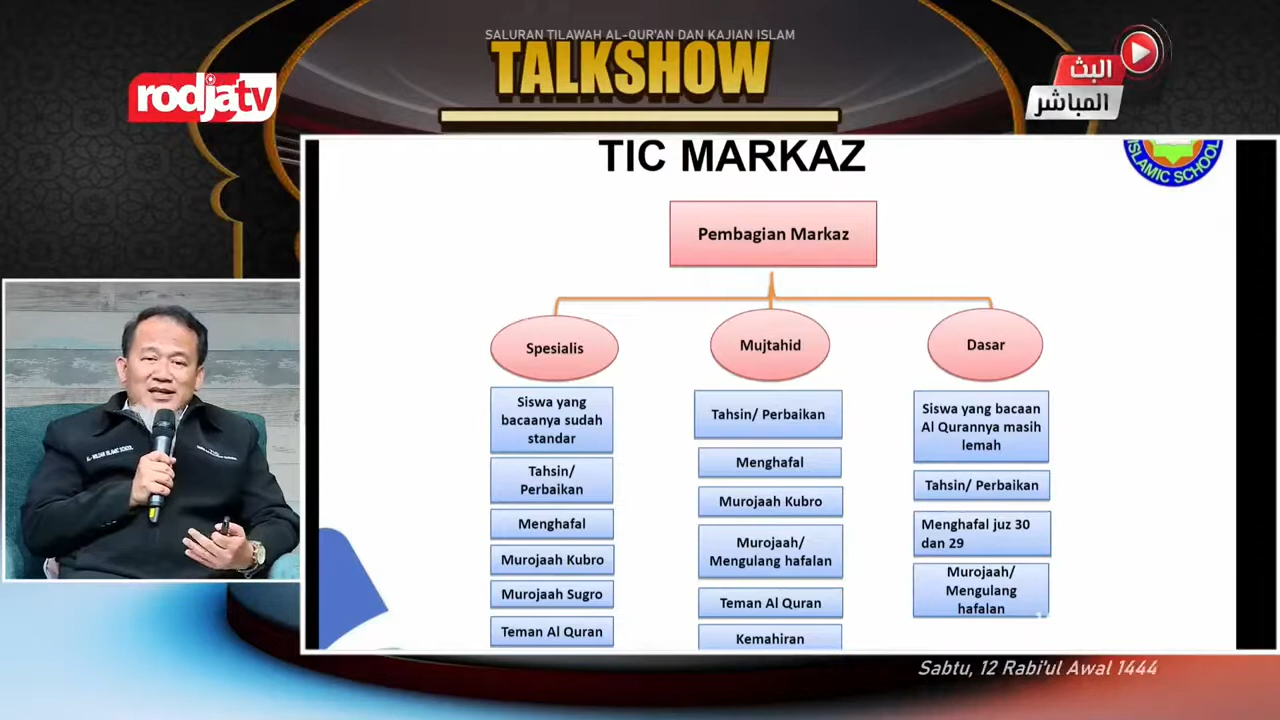 SALURAN TILAWAH AL-QUR'AN DAN KAJIAN ISLAM
TALKSHOW
rodjatv
البث
المباشر
TIC MARKAZ
ISLAMIC SCHOOL
Pembagian Markaz
Spesialis
Siswa yang
bacaanya sudah
standar
Tahsin/
Perbaikan
Menghafal
Murojaah Kubro
Murojaah Sugro
Teman Al Quran
Mujtahid
Tahsin/ Perbaikan
Menghafal
Murojaah Kubro
Murojaah/
Mengulang hafalan
Teman Al Quran
Kemahiran
Dasar
Siswa yang bacaan
Al Qurannya masih
lemah
Tahsin/ Perbaikan
Menghafal juz 30
dan 29
Murojaah/
Mengulang
hafalan
ISLAMIC SCHOOL
Sabtu, 12 Rabi'ul Awal 1444